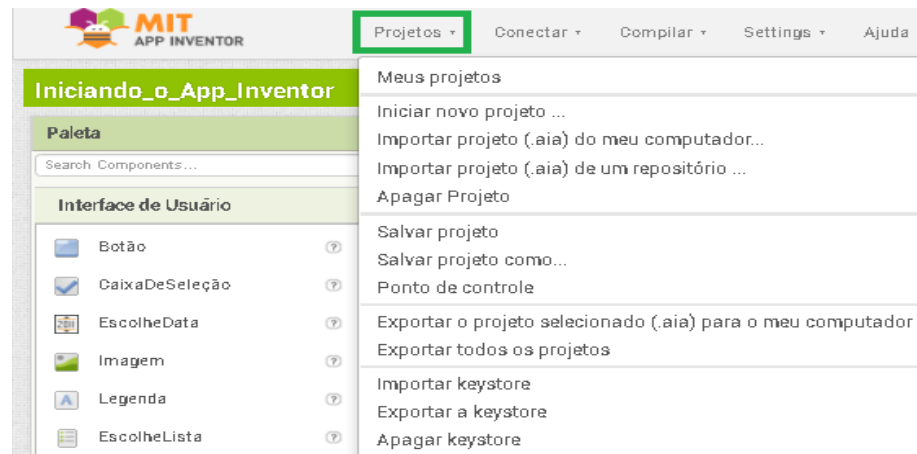 MIT
APP INVENTOR
Projetos
Conectar
Compilar
Settings
Ajuda
Iniciando_o_App_Inventor
Paleta
Search Components...
Interface de Usuário
Botão
CaixaDeSeleção
EscolheData
Imagem
Legenda
EscolheLista
Meus projetos
Iniciar novo projeto ...
Importar projeto (.aia) do meu computador...
Importar projeto (.aia) de um repositório ...
Apagar Projeto
Salvar projeto
Salvar projeto como...
Ponto de controle
Exportar o projeto selecionado (.aia) para o meu computador
Exportar todos os projetos
Importar keystore
Exportar a keystore
Apagar keystore